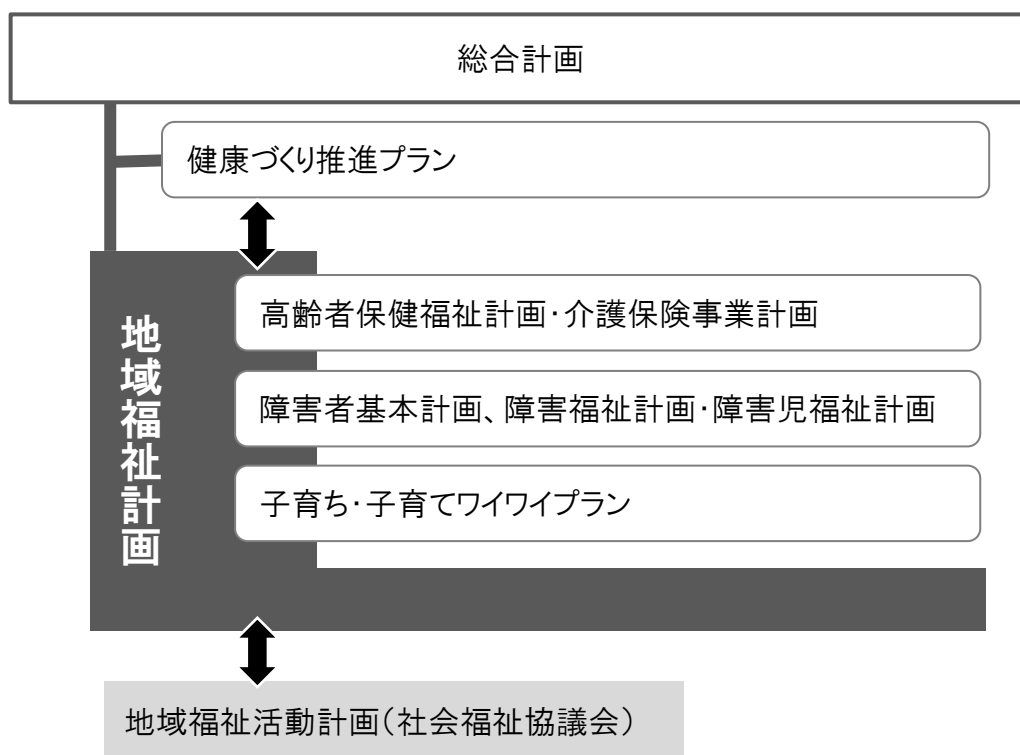 総合計画
健康づくり推進プラン
地域福祉計画
高齢者保健福祉計画・介護保険事業計画
障害者基本計画、障害福祉計画・障害児福祉計画
子育ち・子育てワイワイプラン
地域福祉活動計画(社会福祉協議会)